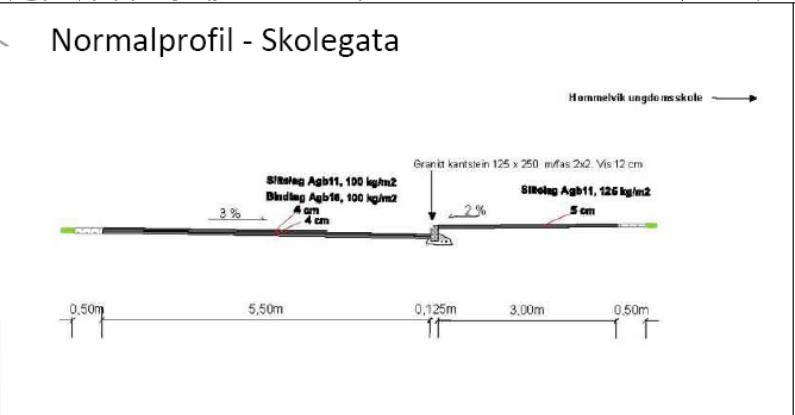 Normalprofil - Skolegata
Hommelvik ungdomsskole
Granitt kantstein 125 x 250 m/fas 2x2. Vis 12 cm
Slitelag Agb11, 100 kg/m2
Binding Agb16, 100 kg/m2
4 cm
4 cm
3 %
2 %
Slitelag Agb11, 125 kg/m2
5 cm
0,50m
5,50m
0,125m
3,00m
0,50m